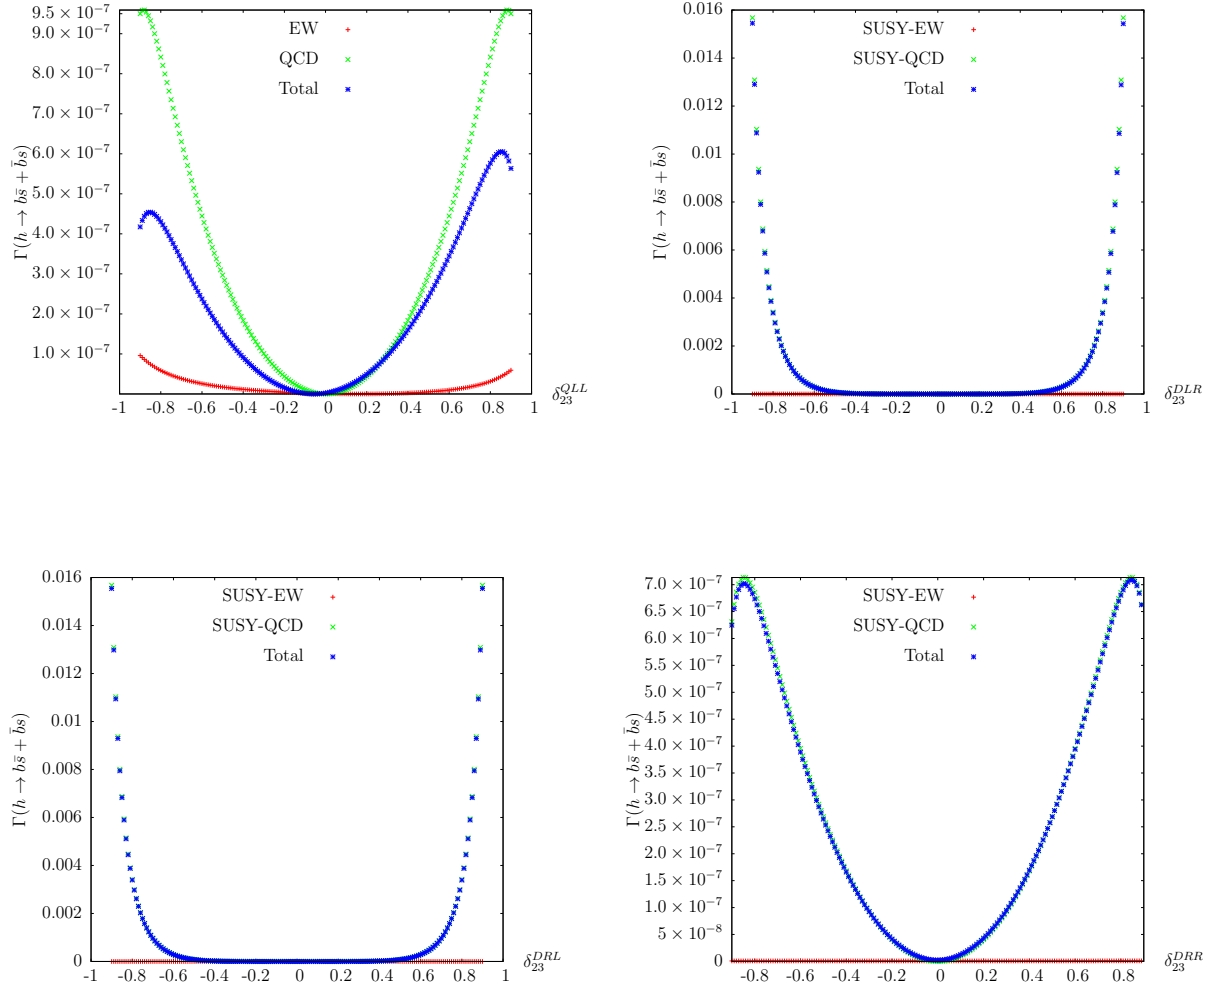 9.5 × 10⁻⁷
9.0 × 10⁻⁷
8.0 × 10⁻⁷
7.0 × 10⁻⁷
6.0 × 10⁻⁷
5.0 × 10⁻⁷
4.0 × 10⁻⁷
3.0 × 10⁻⁷
2.0 × 10⁻⁷
1.0 × 10⁻⁷
Γ(h → bs̄ + b̄s)
EW
QCD
Total
-1 -0.8 -0.6 -0.4 -0.2 0 0.2 0.4 0.6 0.8 1
δ₂₃^{QLL}
0.016
0.014
0.012
0.01
0.008
0.006
0.004
0.002
0
Γ(h → bs̄ + b̄s)
SUSY-EW
SUSY-QCD
Total
-1 -0.8 -0.6 -0.4 -0.2 0 0.2 0.4 0.6 0.8 1
δ₂₃^{DLR}
0.016
0.014
0.012
0.01
0.008
0.006
0.004
0.002
0
Γ(h → bs̄ + b̄s)
SUSY-EW
SUSY-QCD
Total
-1 -0.8 -0.6 -0.4 -0.2 0 0.2 0.4 0.6 0.8 1
δ₂₃^{DRL}
7.0 × 10⁻⁷
6.5 × 10⁻⁷
6.0 × 10⁻⁷
5.5 × 10⁻⁷
5.0 × 10⁻⁷
4.5 × 10⁻⁷
4.0 × 10⁻⁷
3.5 × 10⁻⁷
3.0 × 10⁻⁷
2.5 × 10⁻⁷
2.0 × 10⁻⁷
1.5 × 10⁻⁷
1.0 × 10⁻⁷
5 × 10⁻⁸
0
Γ(h → bs̄ + b̄s)
SUSY-EW
SUSY-QCD
Total
-0.8 -0.6 -0.4 -0.2 0 0.2 0.4 0.6 0.8
δ₂₃^{DRR}